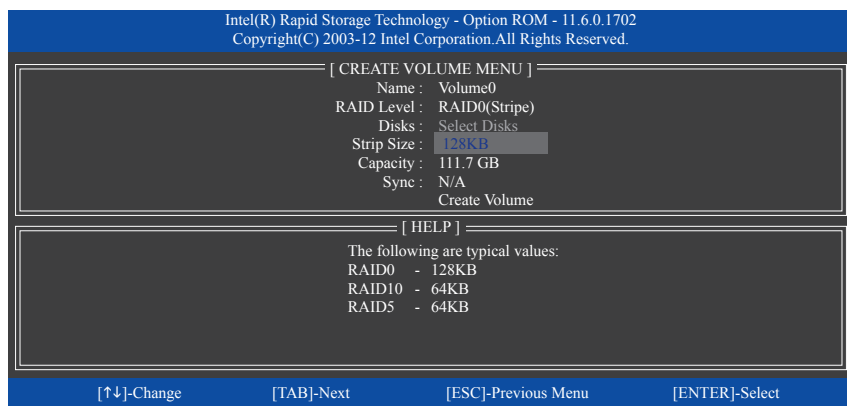 Intel(R) Rapid Storage Technology - Option ROM - 11.6.0.1702
Copyright(C) 2003-12 Intel Corporation.All Rights Reserved.
[ CREATE VOLUME MENU ]
Name : Volume0
RAID Level : RAID0(Stripe)
Disks : Select Disks
Strip Size : 128KB
Capacity : 111.7 GB
Sync : N/A
Create Volume
[ HELP ]
The following are typical values:
RAID0 - 128KB
RAID10 - 64KB
RAID5 - 64KB
[↑↓]-Change [TAB]-Next [ESC]-Previous Menu [ENTER]-Select